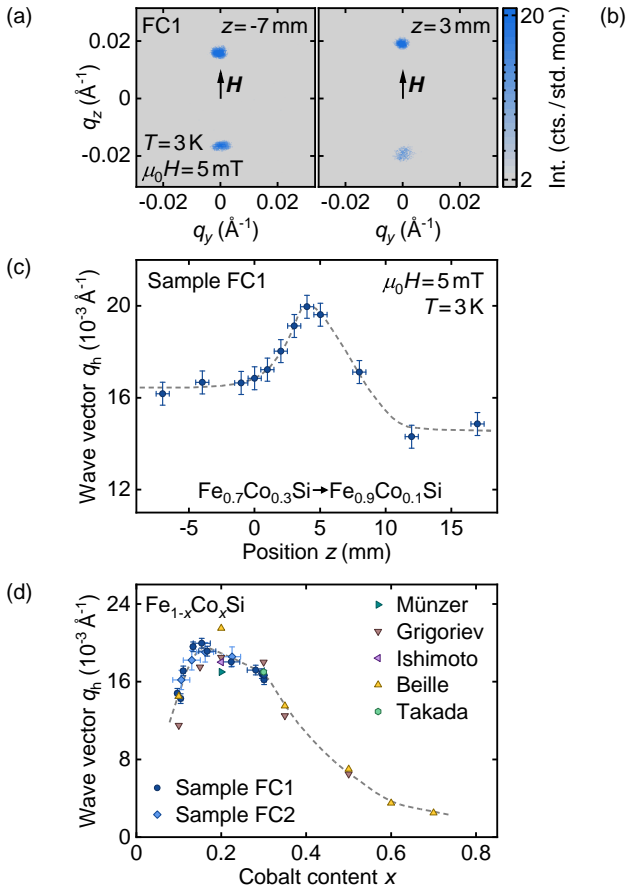 (a)
(b)
FC1
z = -7 mm
z = 3 mm
20
0.02
H
H
q_z (Å⁻¹)
0
Int. (cts. / std. mon.)
T = 3 K
-0.02
μ₀H = 5 mT
2
-0.02 0 0.02
-0.02 0 0.02
q_y (Å⁻¹)
q_y (Å⁻¹)
(c)
Sample FC1
μ₀H = 5 mT
T = 3 K
20
Wave vector q_h (10⁻³ Å⁻¹)
16
12
Fe₀.₇Co₀.₃Si→Fe₀.₉Co₀.₁Si
-5 0 5 10 15
Position z (mm)
(d)
24
Fe₁₋ₓCoₓSi
Münzer
Grigoriev
Ishimoto
Beille
Takada
Wave vector q_h (10⁻³ Å⁻¹)
16
8
Sample FC1
Sample FC2
0
0 0.2 0.4 0.6 0.8
Cobalt content x